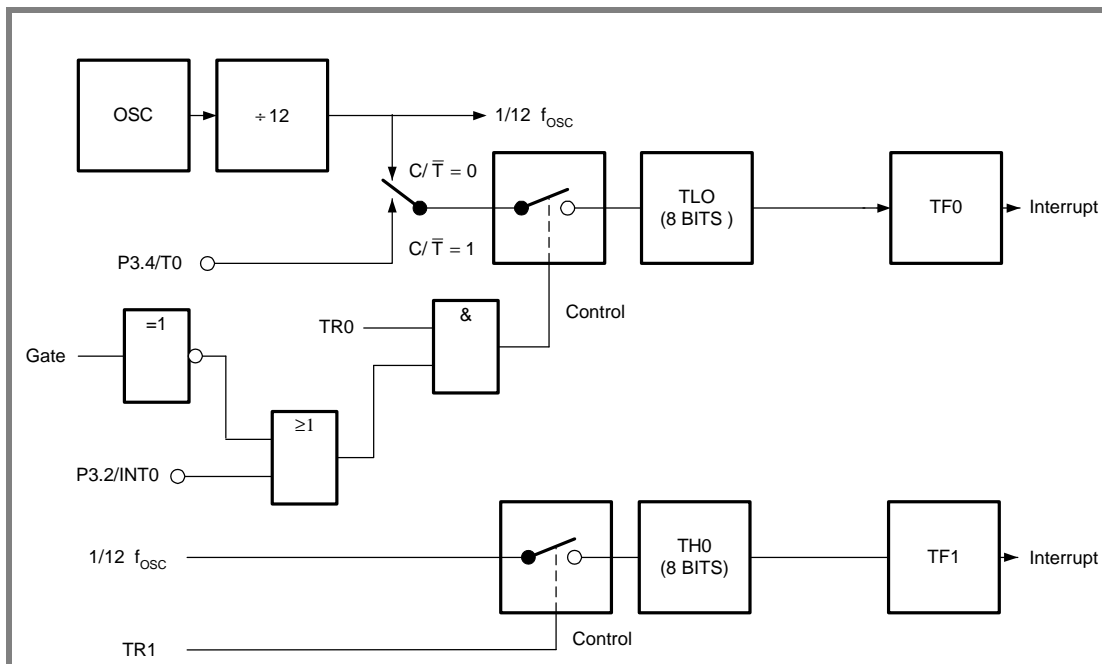 OSC
÷12
1/12 fOSC
C/T̅ = 0
TLO
(8 BITS )
TF0
Interrupt
C/T̅ = 1
P3.4/T0
Control
=1
&
TR0
Gate
≥1
P3.2/INT0
1/12 fOSC
TH0
(8 BITS)
TF1
Interrupt
Control
TR1